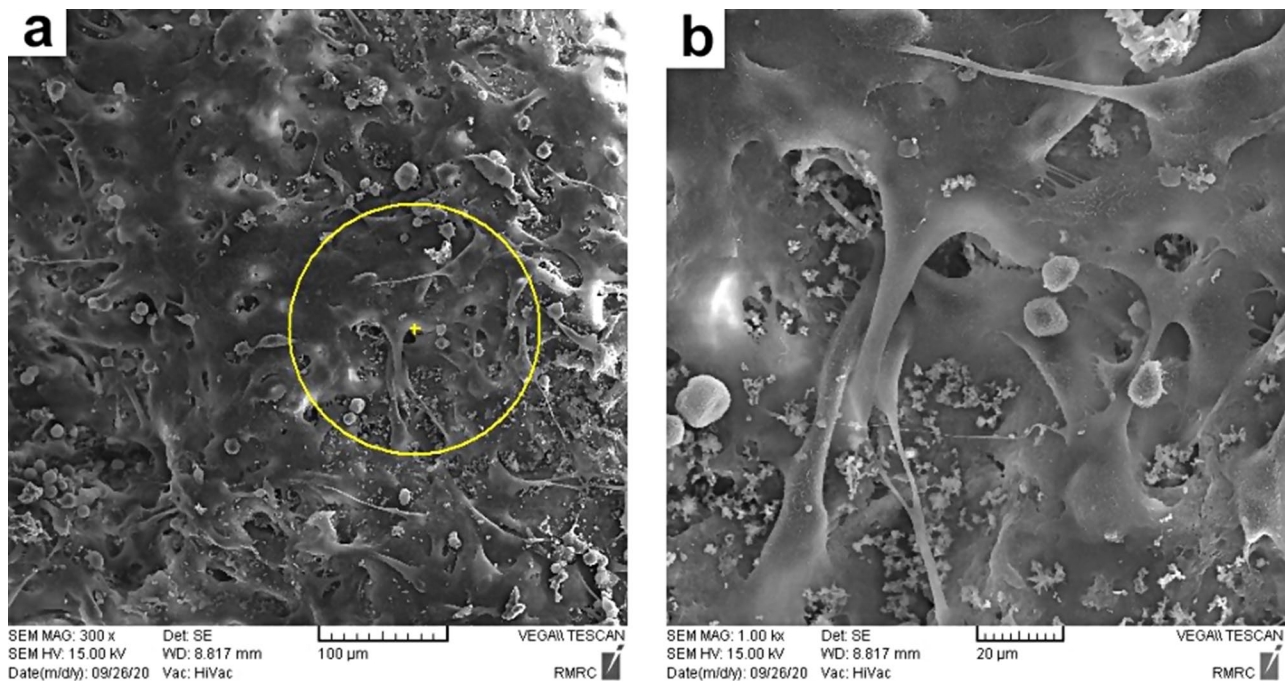 a
SEM MAG: 300 x Det: SE VEGA\\ TESCAN
SEM HV: 15.00 kV WD: 8.817 mm 100 µm
Date(m/d/y): 09/26/20 Vac: HiVac RMRC
b
SEM MAG: 1.00 kx Det: SE VEGA\\ TESCAN
SEM HV: 15.00 kV WD: 8.817 mm 20 µm
Date(m/d/y): 09/26/20 Vac: HiVac RMRC